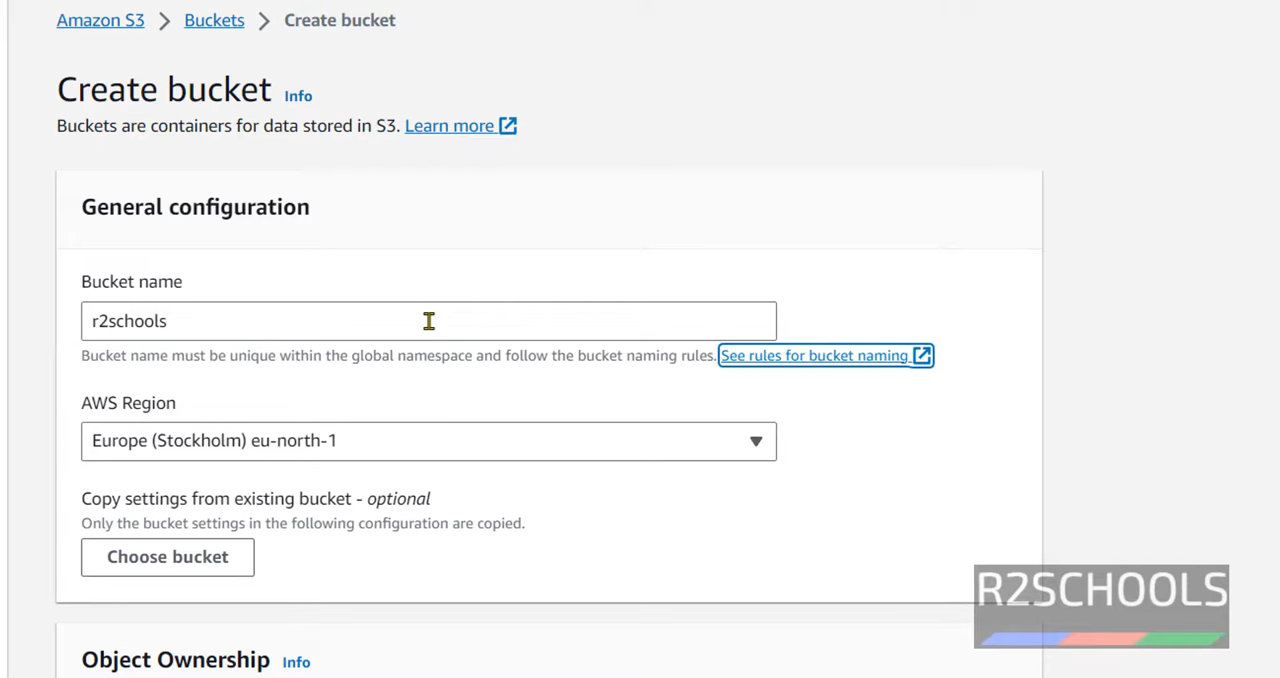 Amazon S3 > Buckets > Create bucket
Create bucket Info
Buckets are containers for data stored in S3. Learn more
General configuration
Bucket name
r2schools
Bucket name must be unique within the global namespace and follow the bucket naming rules. See rules for bucket naming
AWS Region
Europe (Stockholm) eu-north-1
Copy settings from existing bucket - optional
Only the bucket settings in the following configuration are copied.
Choose bucket
R2SCHOOLS
Object Ownership Info